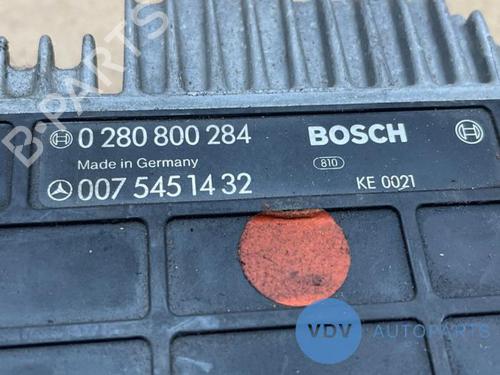 0 280 800 284 BOSCH
Made in Germany 810
007 545 14 32 KE 0021
B-PARTS
VDV AUTOPARTS